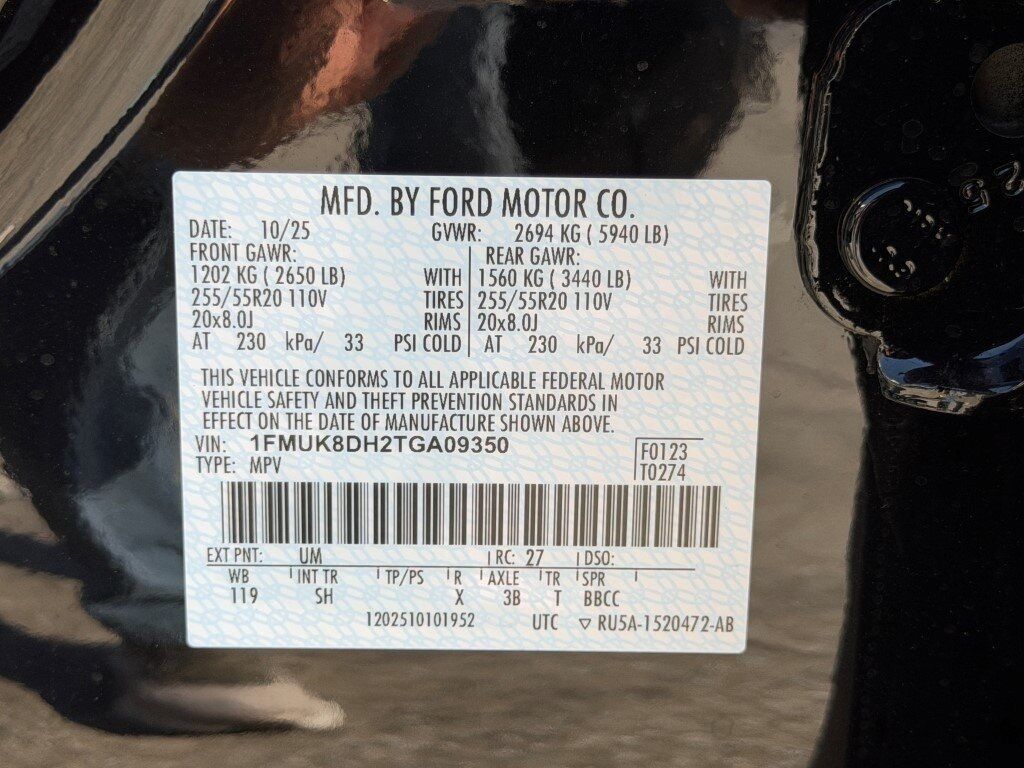 MFD. BY FORD MOTOR CO.
DATE: 10/25 GVWR: 2694 KG ( 5940 LB)
FRONT GAWR: REAR GAWR:
1202 KG ( 2650 LB) WITH 1560 KG ( 3440 LB) WITH
255/55R20 110V TIRES 255/55R20 110V TIRES
20x8.0J RIMS 20x8.0J RIMS
AT 230 kPa/ 33 PSI COLD AT 230 kPa/ 33 PSI COLD
THIS VEHICLE CONFORMS TO ALL APPLICABLE FEDERAL MOTOR
VEHICLE SAFETY AND THEFT PREVENTION STANDARDS IN
EFFECT ON THE DATE OF MANUFACTURE SHOWN ABOVE.
VIN: 1FMUK8DH2TGA09350 F0123
TYPE: MPV T0274
EXT PNT: UM RC: 27 DSO:
WB INT TR TP/PS R AXLE TR SPR
119 SH X 3B T BBCC
1202510101952 UTC ▽ RU5A-1520472-AB